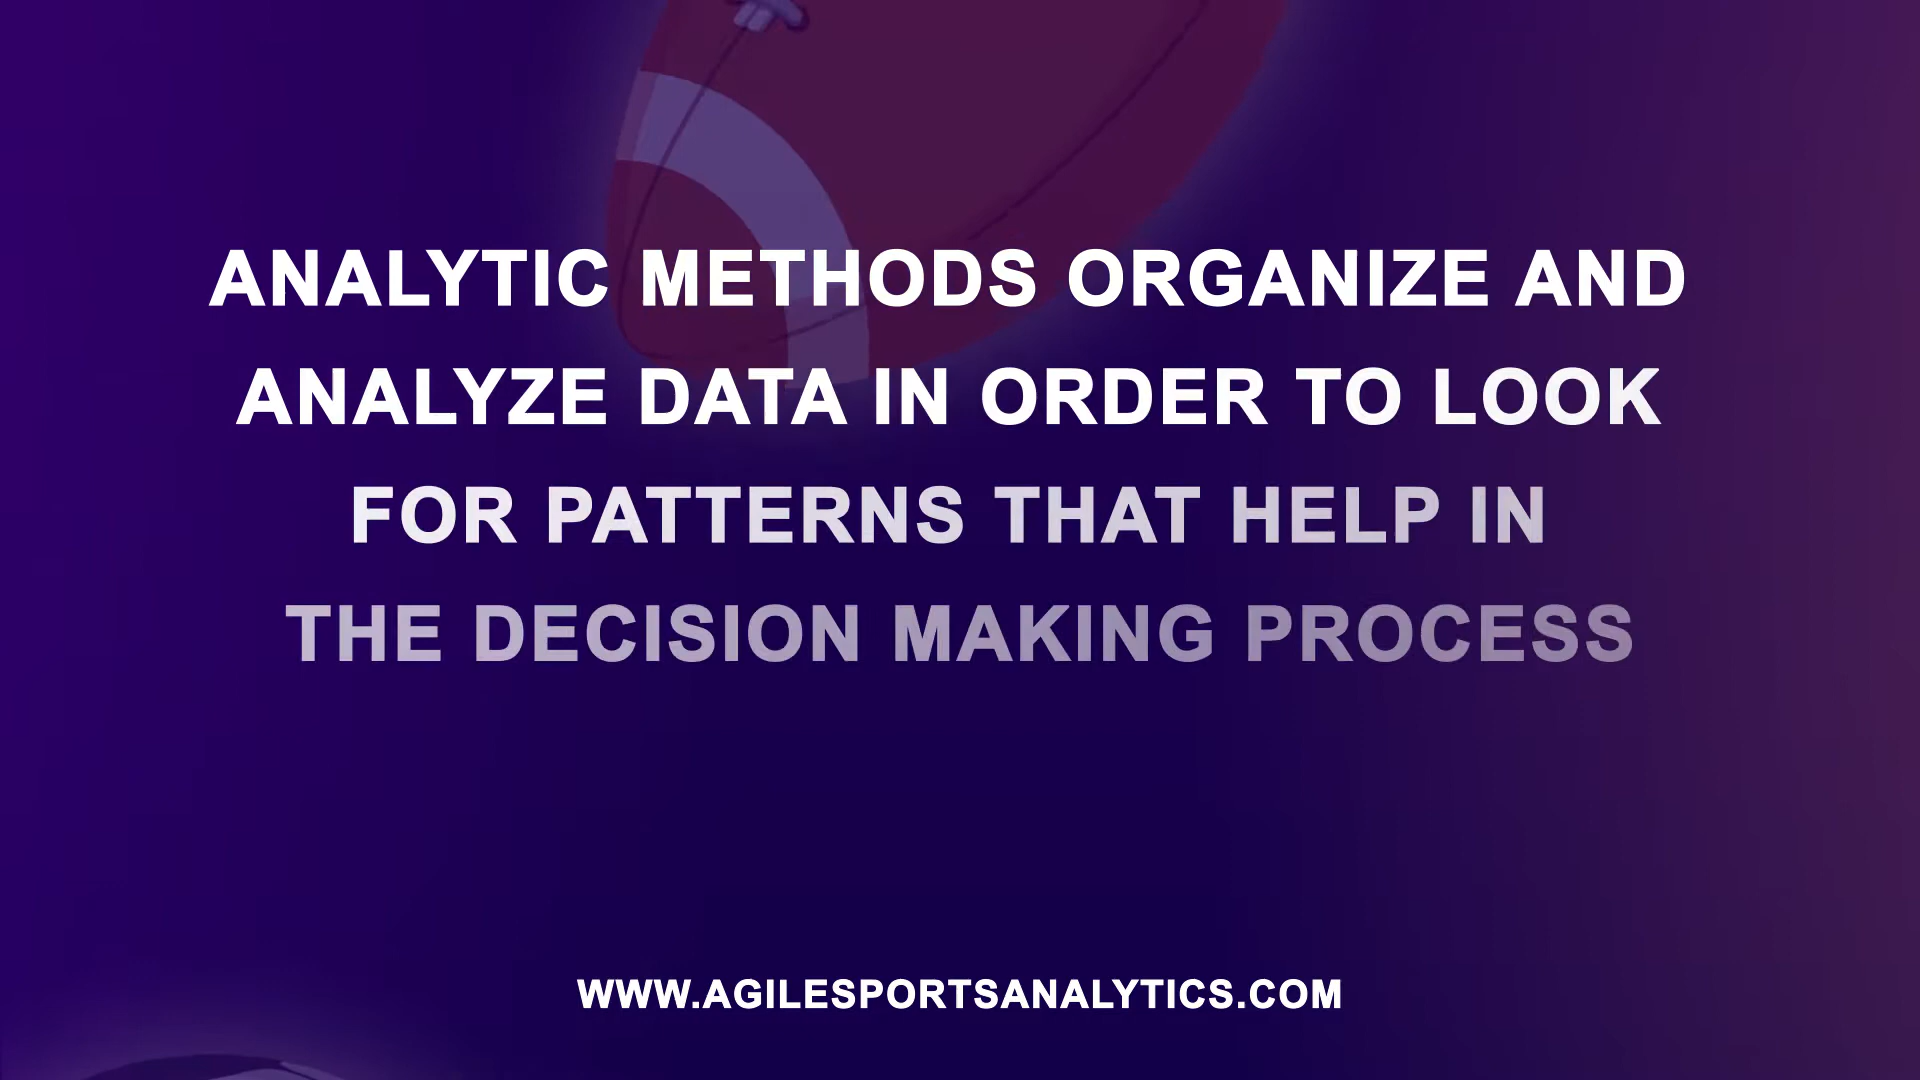 ANALYTIC METHODS ORGANIZE AND
ANALYZE DATA IN ORDER TO LOOK
FOR PATTERNS THAT HELP IN
THE DECISION MAKING PROCESS
WWW.AGILESPORTSANALYTICS.COM